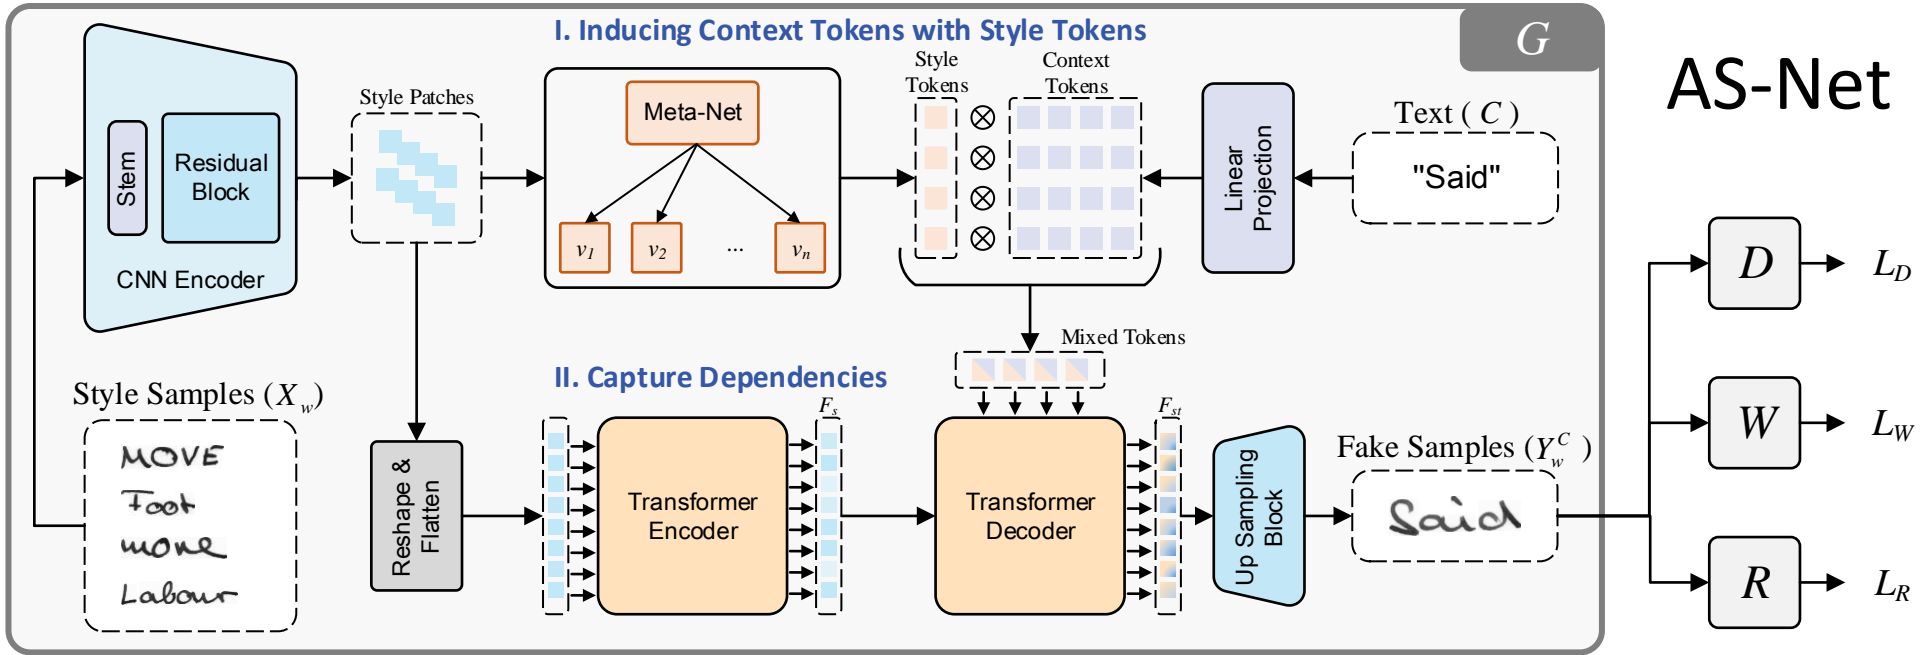 I. Inducing Context Tokens with Style Tokens
G
AS-Net
Style Patches
Meta-Net
v1
v2
...
vn
Style
Tokens
Context
Tokens
Linear
Projection
Text ( C )
"Said"
Stem
Residual
Block
CNN Encoder
Mixed Tokens
II. Capture Dependencies
Style Samples (Xw)
MOVE
Foot
more
Labour
Reshape &
Flatten
Transformer
Encoder
Fs
Transformer
Decoder
Fst
Up Sampling
Block
Fake Samples (Y_w^C)
Said
D
LD
W
LW
R
LR